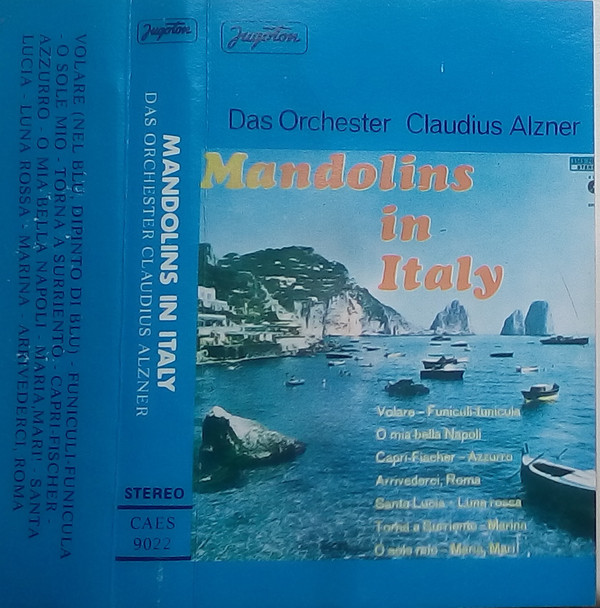 VOLARE (NEL BLU, DIPINTO DI BLU) - FUNICULI-FUNICULA
- O SOLE MIO - TORNA A SURRIENTO - CAPRI-FISCHER -
AZZURRO - O MIA BELLA NAPOLI - MARIA, MARI' - SANTA
LUCIA - LUNA ROSSA - MARINA - ARRIVEDERCI, ROMA
Jugoton
MANDOLINS IN ITALY
DAS ORCHESTER CLAUDIUS ALZNER
STEREO
CAES
9022
Jugoton
Das Orchester Claudius Alzner
Mandolins
in
Italy
Volare - Funiculi-funicula
O mia bella Napoli
Capri-Fischer - Azzurro
Arrivederci, Roma
Santa Lucia - Luna rossa
Torna a Surriento - Marina
O sole mio - Maria, Mari